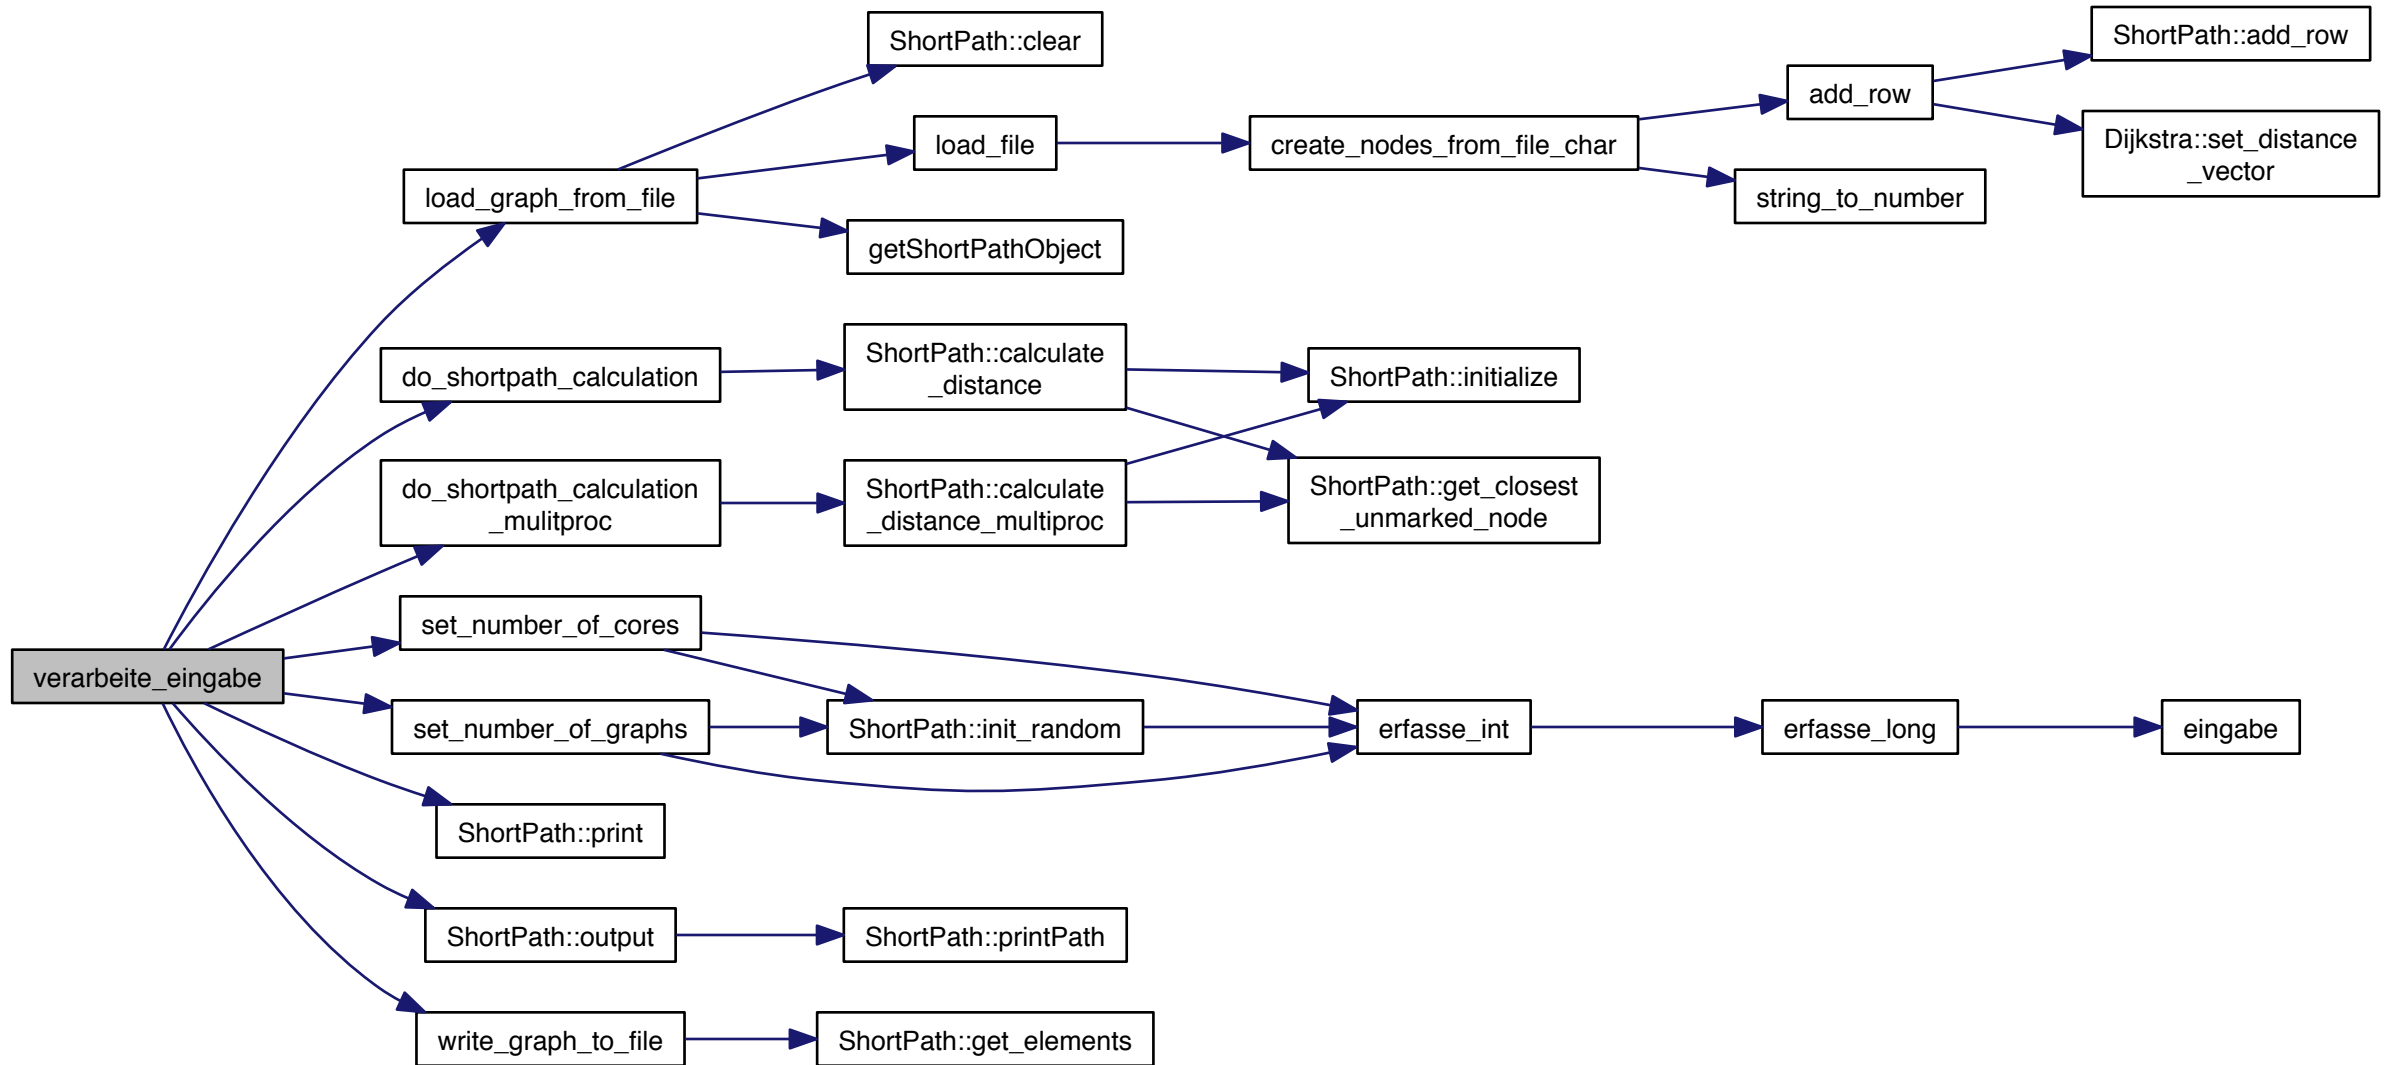 ShortPath::clear
ShortPath::add_row
add_row
load_file
create_nodes_from_file_char
Dijkstra::set_distance
_vector
load_graph_from_file
string_to_number
getShortPathObject
do_shortpath_calculation
ShortPath::calculate
_distance
ShortPath::initialize
do_shortpath_calculation
_mulitproc
ShortPath::calculate
_distance_multiproc
ShortPath::get_closest
_unmarked_node
set_number_of_cores
verarbeite_eingabe
set_number_of_graphs
ShortPath::init_random
erfasse_int
erfasse_long
eingabe
ShortPath::print
ShortPath::output
ShortPath::printPath
write_graph_to_file
ShortPath::get_elements